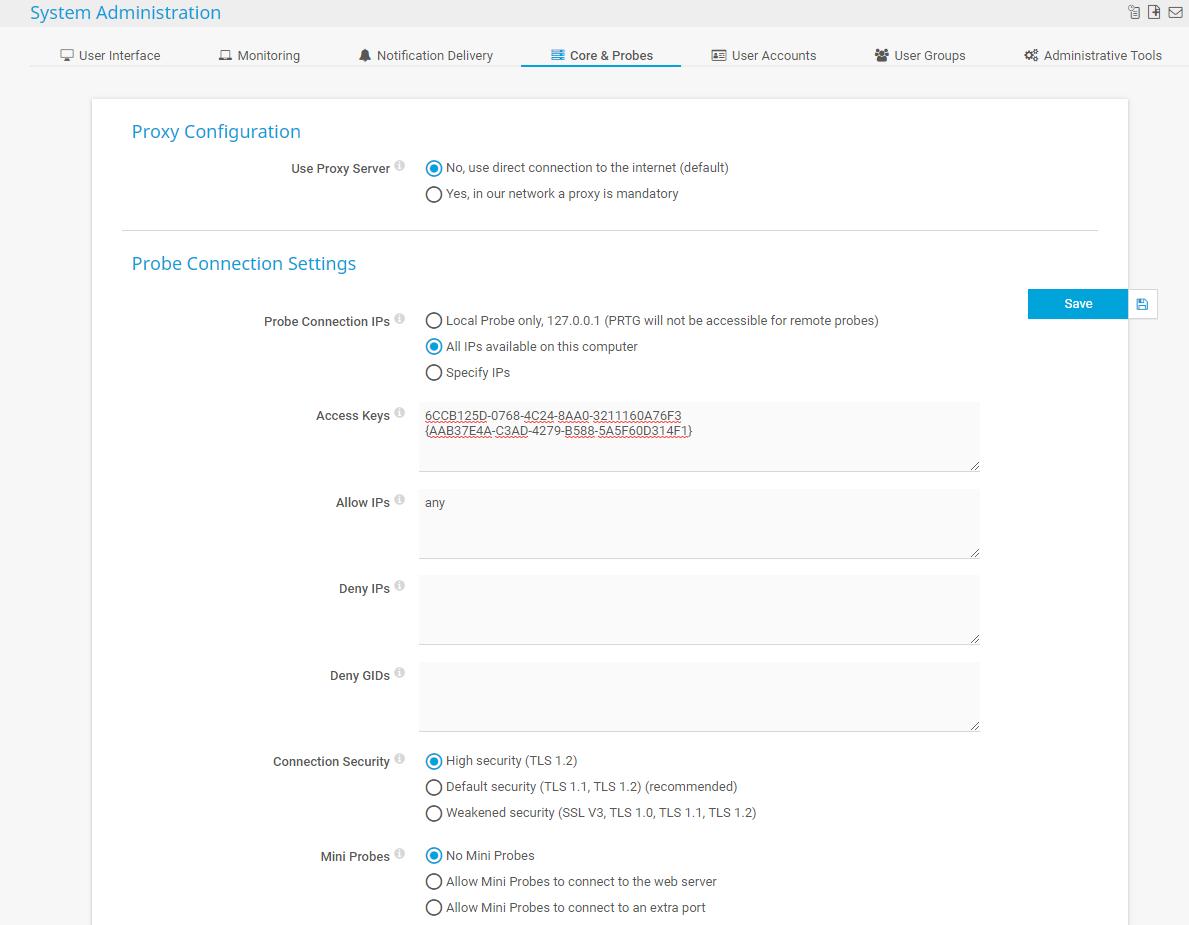 System Administration
User Interface Monitoring Notification Delivery Core & Probes User Accounts User Groups Administrative Tools
Proxy Configuration
Use Proxy Server No, use direct connection to the internet (default)
Yes, in our network a proxy is mandatory
Probe Connection Settings
Save
Probe Connection IPs Local Probe only, 127.0.0.1 (PRTG will not be accessible for remote probes)
All IPs available on this computer
Specify IPs
Access Keys 6CCB125D-0768-4C24-8AA0-3211160A76F3
{AAB37E4A-C3AD-4279-B588-5A5F60D314F1}
Allow IPs any
Deny IPs
Deny GIDs
Connection Security High security (TLS 1.2)
Default security (TLS 1.1, TLS 1.2) (recommended)
Weakened security (SSL V3, TLS 1.0, TLS 1.1, TLS 1.2)
Mini Probes No Mini Probes
Allow Mini Probes to connect to the web server
Allow Mini Probes to connect to an extra port